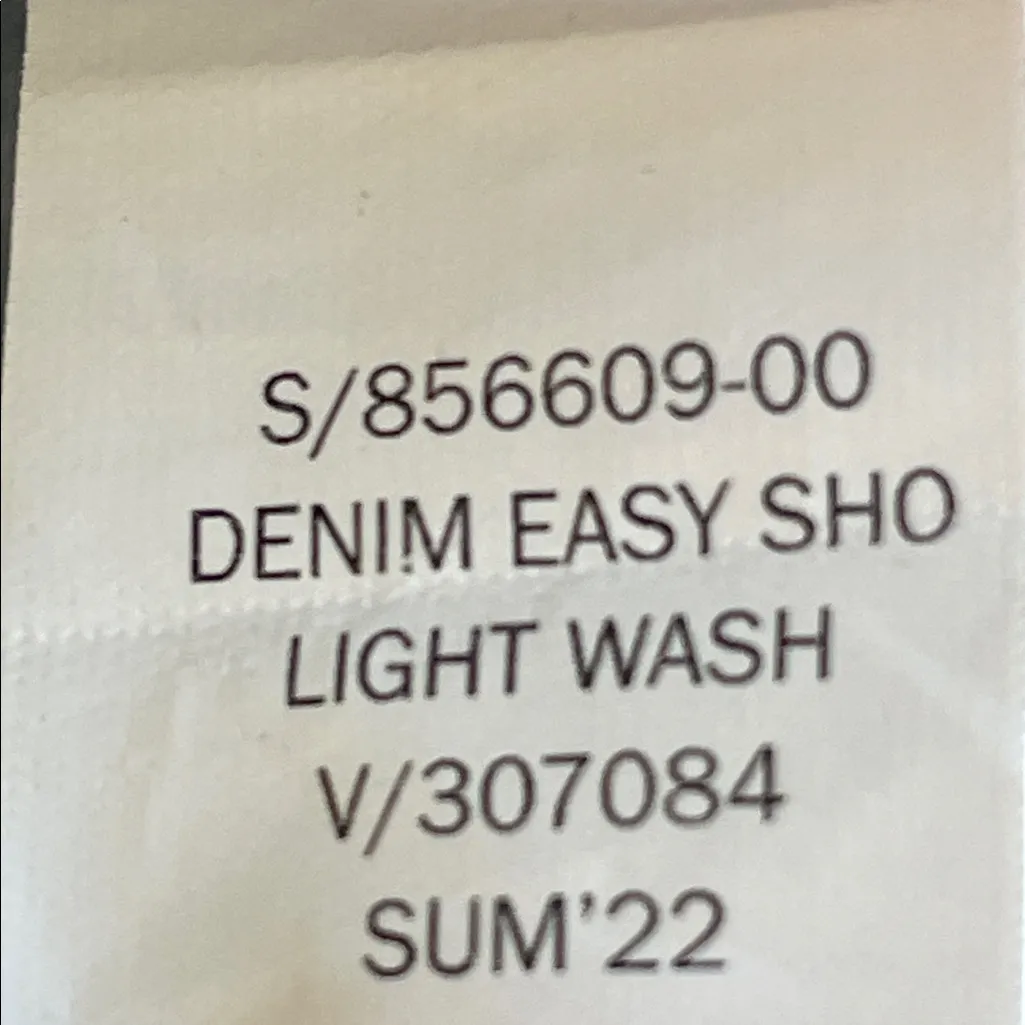 S/856609-00
DENIM EASY SHO
LIGHT WASH
V/307084
SUM'22